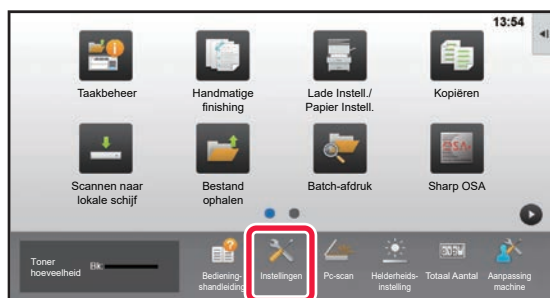 13:54
Taakbeheer
Handmatige
finishing
Lade Instell./
Papier Instell.
Kopiëren
Scannen naar
lokale schijf
Bestand
ophalen
Batch-afdruk
Sharp OSA
Toner
hoeveelheid
Bk:
Bediening-
shandleiding
Instellingen
Pc-scan
Helderheids-
instelling
Totaal Aantal
Aanpassing
machine